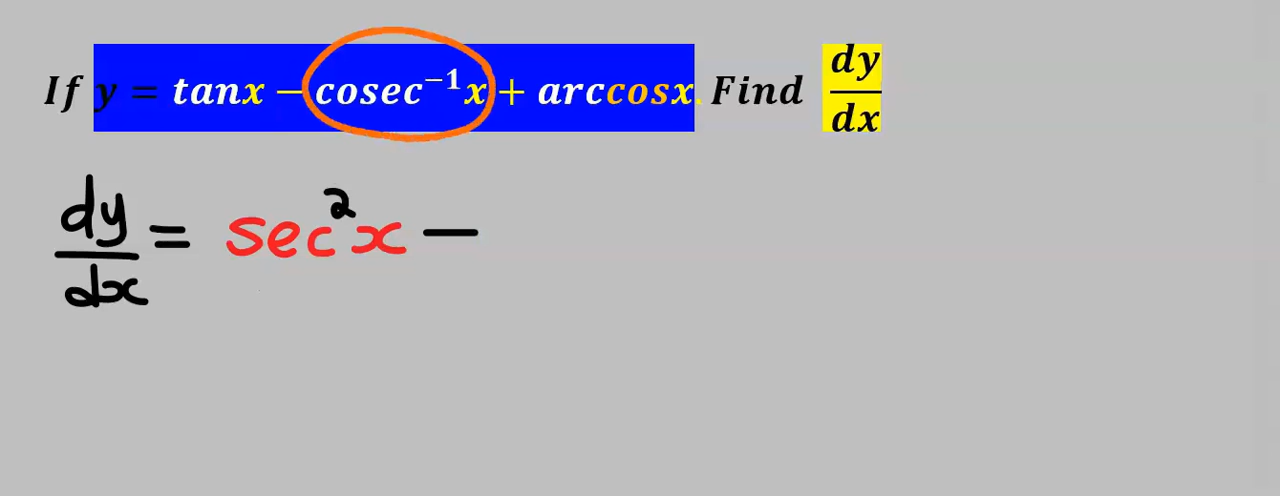 If y = tanx − cosec⁻¹x + arccosx. Find dy/dx
dy/dx = sec²x −